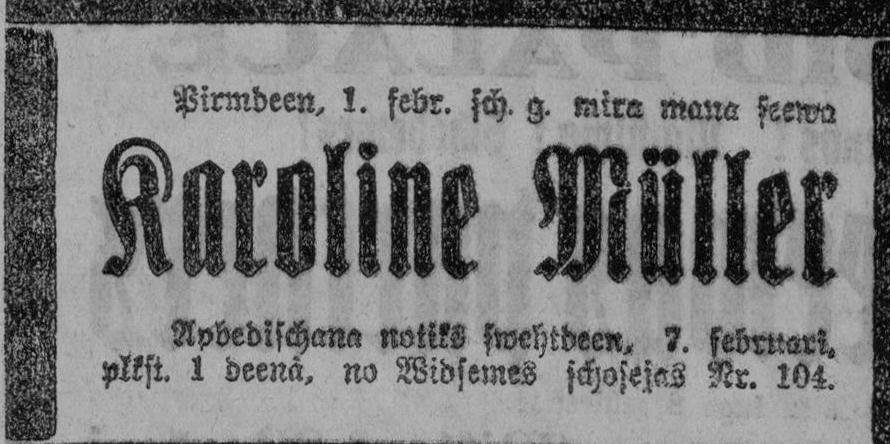 Pirmdeen, 1. febr. sch. g. mira mana seewa
Karoline Müller
Apbedischana notiks swehtdeen, 7. februari,
plkst. 1 deenâ, no Widsemes schosejas Nr. 104.